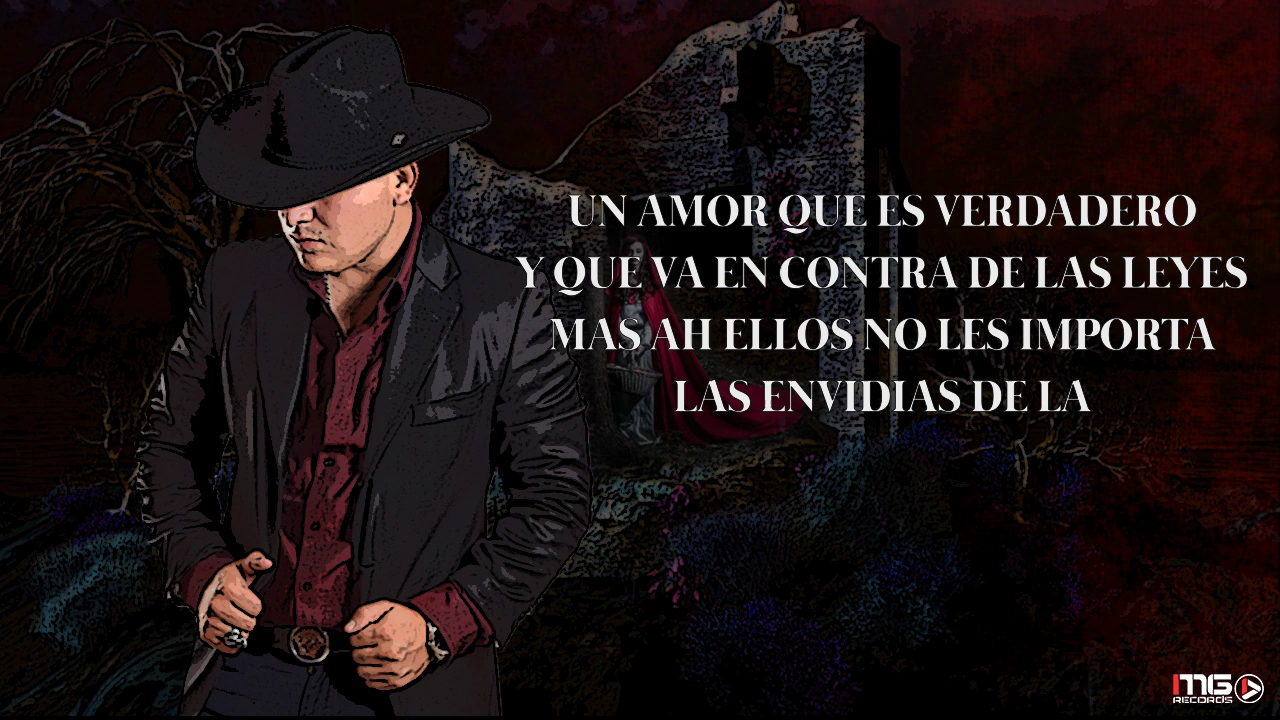 UN AMOR QUE ES VERDADERO
Y QUE VA EN CONTRA DE LAS LEYES
MAS AH ELLOS NO LES IMPORTA
LAS ENVIDIAS DE LA
IMG
RECORDS